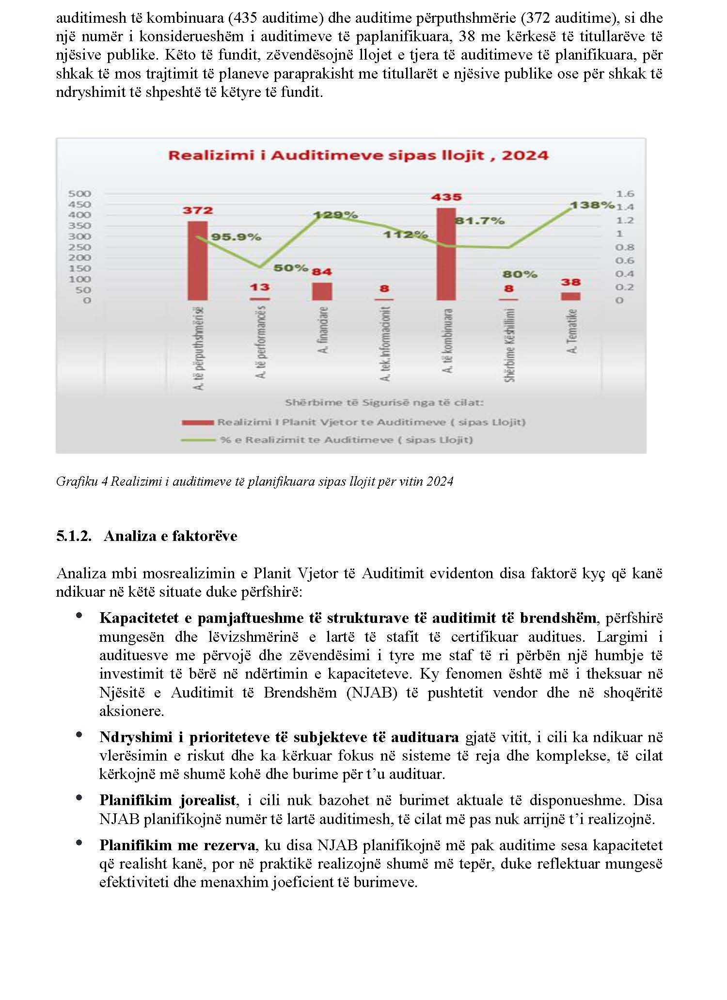 auditimesh të kombinuara (435 auditime) dhe auditime përputhshmërie (372 auditime), si dhe
një numër i konsiderueshëm i auditimeve të paplanifikuara, 38 me kërkesë të titullarëve të
njësive publike. Këto të fundit, zëvendësojnë llojet e tjera të auditimeve të planifikuara, për
shkak të mos trajtimit të planeve paraprakisht me titullarët e njësive publike ose për shkak të
ndryshimit të shpeshtë të këtyre të fundit.
Realizimi i Auditimeve sipas llojit , 2024
500
450
400
350
300
250
200
150
100
50
0
372
95.9%
13
50%
84
129%
8
112%
435
81.7%
8
80%
38
138%
1.6
1.4
1.2
1
0.8
0.6
0.4
0.2
0
A. të përputhshmërisë
A. të performancës
A. financiare
A. tek.Informacionit
A. të kombinuara
Shërbime Këshillimi
A. Tematike
Shërbime të Sigurisë nga të cilat:
Realizimi I Planit Vjetor te Auditimeve ( sipas Llojit)
% e Realizimit te Auditimeve ( sipas Llojit)
Grafiku 4 Realizimi i auditimeve të planifikuara sipas llojit për vitin 2024
5.1.2. Analiza e faktorëve
Analiza mbi mosrealizimin e Planit Vjetor të Auditimit evidenton disa faktorë kyç që kanë
ndikuar në këtë situate duke përfshirë:
• Kapacitetet e pamjaftueshme të strukturave të auditimit të brendshëm, përfshirë
mungesën dhe lëvizshmërinë e lartë të stafit të certifikuar auditues. Largimi i
audituesve me përvojë dhe zëvendësimi i tyre me staf të ri përbën një humbje të
investimit të bërë në ndërtimin e kapaciteteve. Ky fenomen është më i theksuar në
Njësitë e Auditimit të Brendshëm (NJAB) të pushtetit vendor dhe në shoqëritë
aksionere.
• Ndryshimi i prioriteteve të subjekteve të audituara gjatë vitit, i cili ka ndikuar në
vlerësimin e riskut dhe ka kërkuar fokus në sisteme të reja dhe komplekse, të cilat
kërkojnë më shumë kohë dhe burime për t’u audituar.
• Planifikim jorealist, i cili nuk bazohet në burimet aktuale të disponueshme. Disa
NJAB planifikojnë numër të lartë auditimesh, të cilat më pas nuk arrijnë t’i realizojnë.
• Planifikim me rezerva, ku disa NJAB planifikojnë më pak auditime sesa kapacitetet
që realisht kanë, por në praktikë realizojnë shumë më tepër, duke reflektuar mungesë
efektiviteti dhe menaxhim joeficient të burimeve.